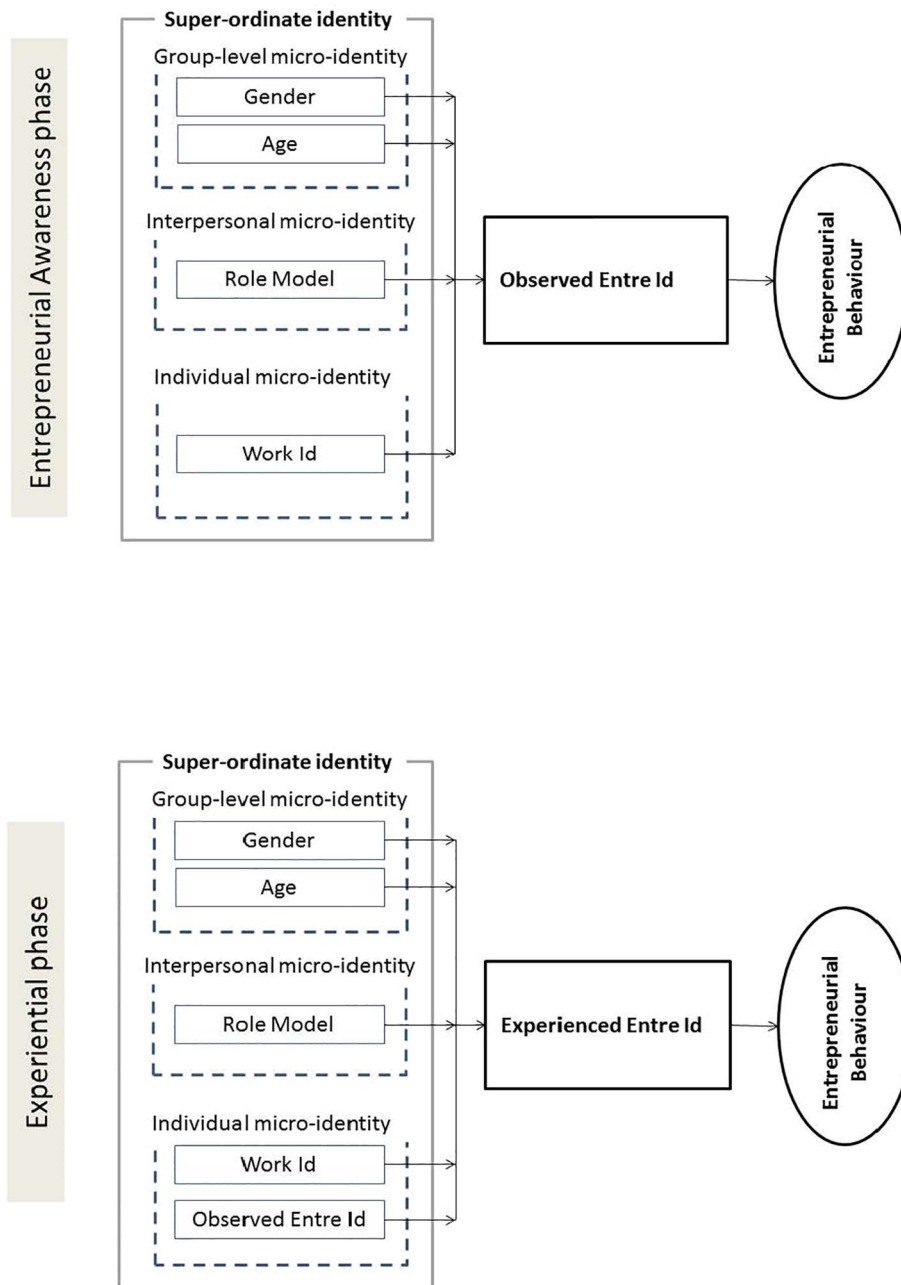 Entrepreneurial Awareness phase
Super-ordinate identity
Group-level micro-identity
Gender
Age
Interpersonal micro-identity
Role Model
Individual micro-identity
Work Id
Observed Entre Id
Entrepreneurial
Behaviour
Experiential phase
Super-ordinate identity
Group-level micro-identity
Gender
Age
Interpersonal micro-identity
Role Model
Individual micro-identity
Work Id
Observed Entre Id
Experienced Entre Id
Entrepreneurial
Behaviour